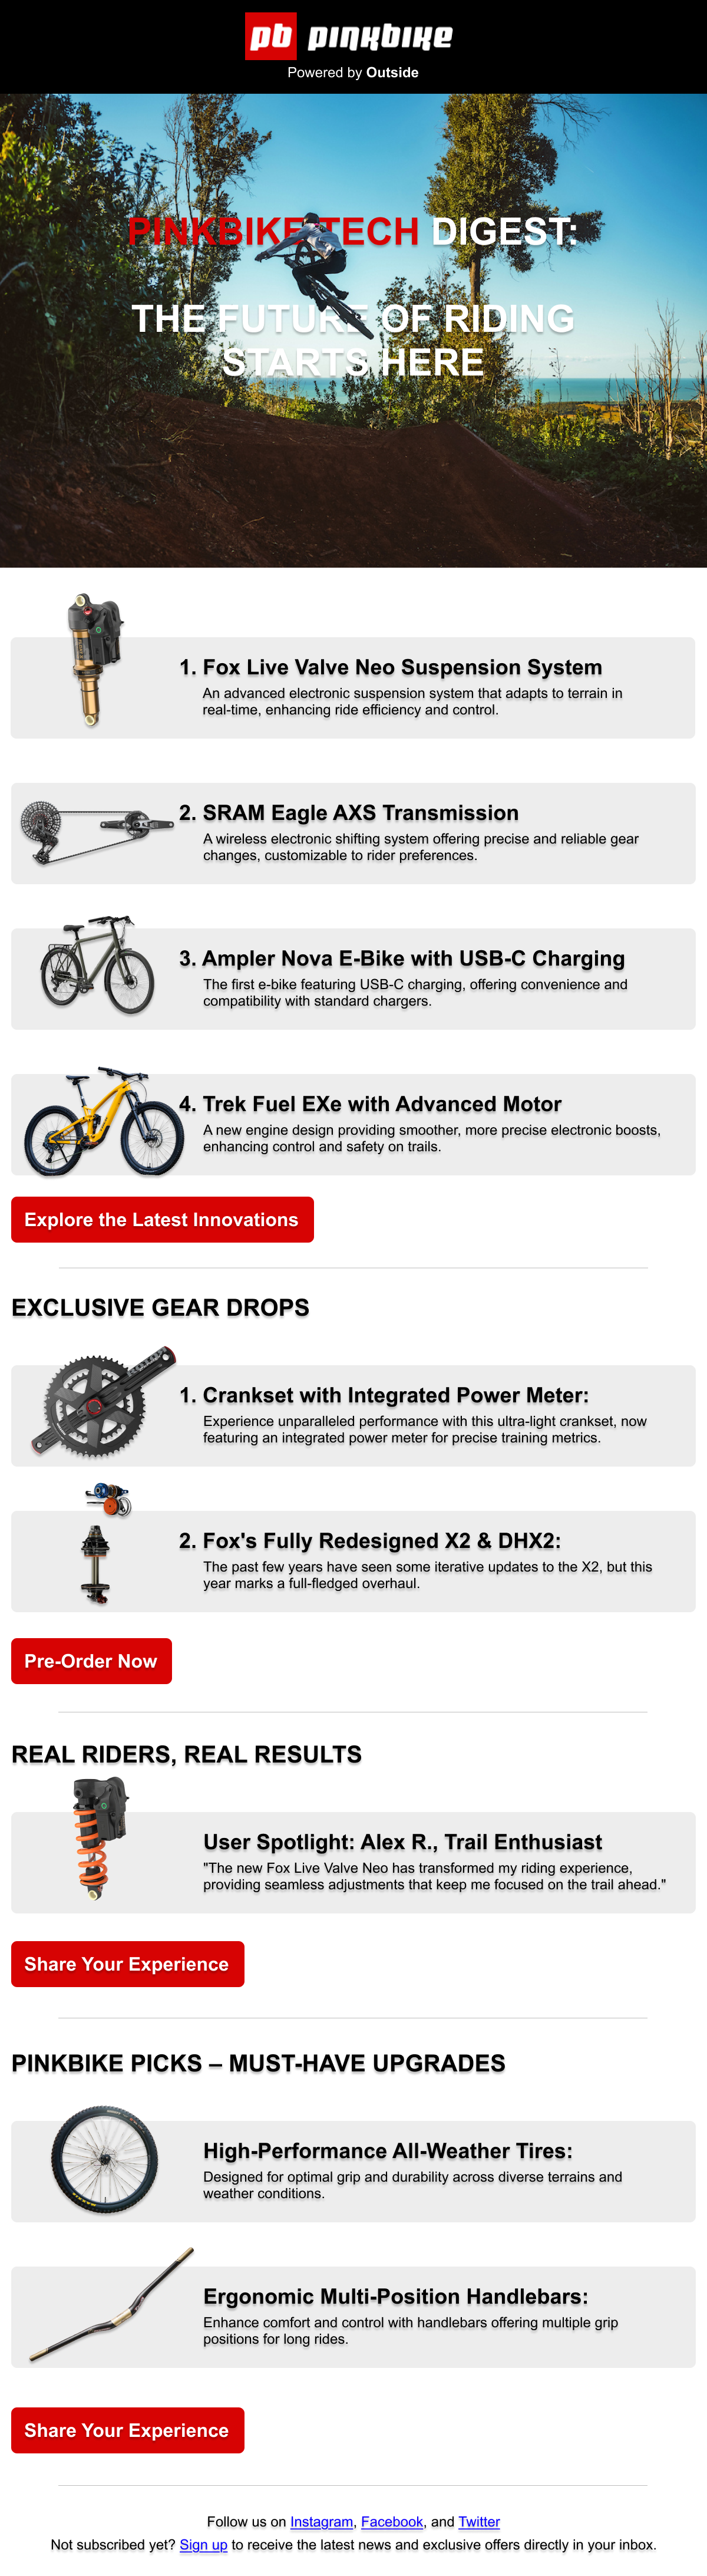 pb pinkbike
Powered by Outside
PINKBIKE TECH DIGEST:
THE FUTURE OF RIDING
STARTS HERE
1. Fox Live Valve Neo Suspension System
An advanced electronic suspension system that adapts to terrain in
real-time, enhancing ride efficiency and control.
2. SRAM Eagle AXS Transmission
A wireless electronic shifting system offering precise and reliable gear
changes, customizable to rider preferences.
3. Ampler Nova E-Bike with USB-C Charging
The first e-bike featuring USB-C charging, offering convenience and
compatibility with standard chargers.
4. Trek Fuel EXe with Advanced Motor
A new engine design providing smoother, more precise electronic boosts,
enhancing control and safety on trails.
Explore the Latest Innovations
EXCLUSIVE GEAR DROPS
1. Crankset with Integrated Power Meter:
Experience unparalleled performance with this ultra-light crankset, now
featuring an integrated power meter for precise training metrics.
2. Fox's Fully Redesigned X2 & DHX2:
The past few years have seen some iterative updates to the X2, but this
year marks a full-fledged overhaul.
Pre-Order Now
REAL RIDERS, REAL RESULTS
User Spotlight: Alex R., Trail Enthusiast
"The new Fox Live Valve Neo has transformed my riding experience,
providing seamless adjustments that keep me focused on the trail ahead."
Share Your Experience
PINKBIKE PICKS – MUST-HAVE UPGRADES
High-Performance All-Weather Tires:
Designed for optimal grip and durability across diverse terrains and
weather conditions.
Ergonomic Multi-Position Handlebars:
Enhance comfort and control with handlebars offering multiple grip
positions for long rides.
Share Your Experience
Follow us on Instagram, Facebook, and Twitter
Not subscribed yet? Sign up to receive the latest news and exclusive offers directly in your inbox.